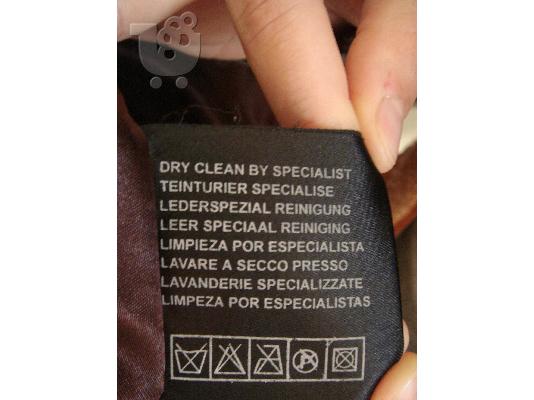 DRY CLEAN BY SPECIALIST
TEINTURIER SPECIALISE
LEDERSPEZIAL REINIGUNG
LEER SPECIAAL REINIGING
LIMPIEZA POR ESPECIALISTA
LAVARE A SECCO PRESSO
LAVANDERIE SPECIALIZZATE
LIMPEZA POR ESPECIALISTAS